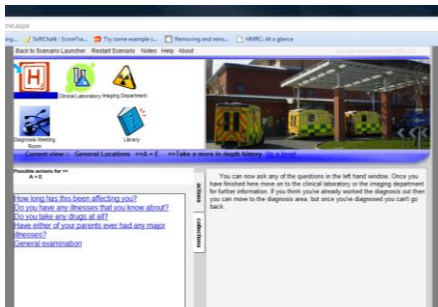 me.aspx
SoftChalk : ScoreTra...
Try some example s...
Removing and reins...
HMRC: At a glance
Back to Scenario Launcher Restart Scenario Notes Help About
H
Clinical Laboratory Imaging Department
Diagnosis Meeting Room
Library
Current view :: General Locations >>A + E >>Take a more in depth history Up a level
Possible actions for >>
A + E
How long has this been affecting you?
Do you have any illnesses that you know about?
Do you take any drugs at all?
Have either of your parents ever had any major
illnesses?
General examination
actions
collections
You can now ask any of the questions in the left hand window. Once you
have finished here move on to the clinical laboratory or the imaging department
for further information. If you think you've already worked the diagnosis out then
you can move to the diagnosis area, but once you've diagnosed you can't go
back.